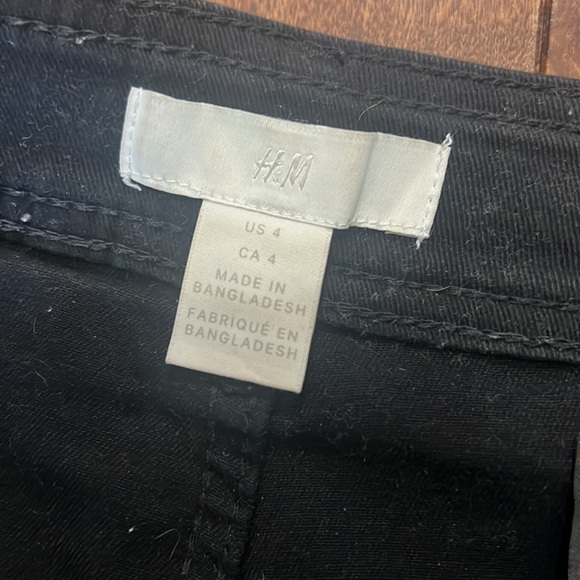 H&M
US 4
CA 4
MADE IN
BANGLADESH
FABRIQUÉ EN
BANGLADESH